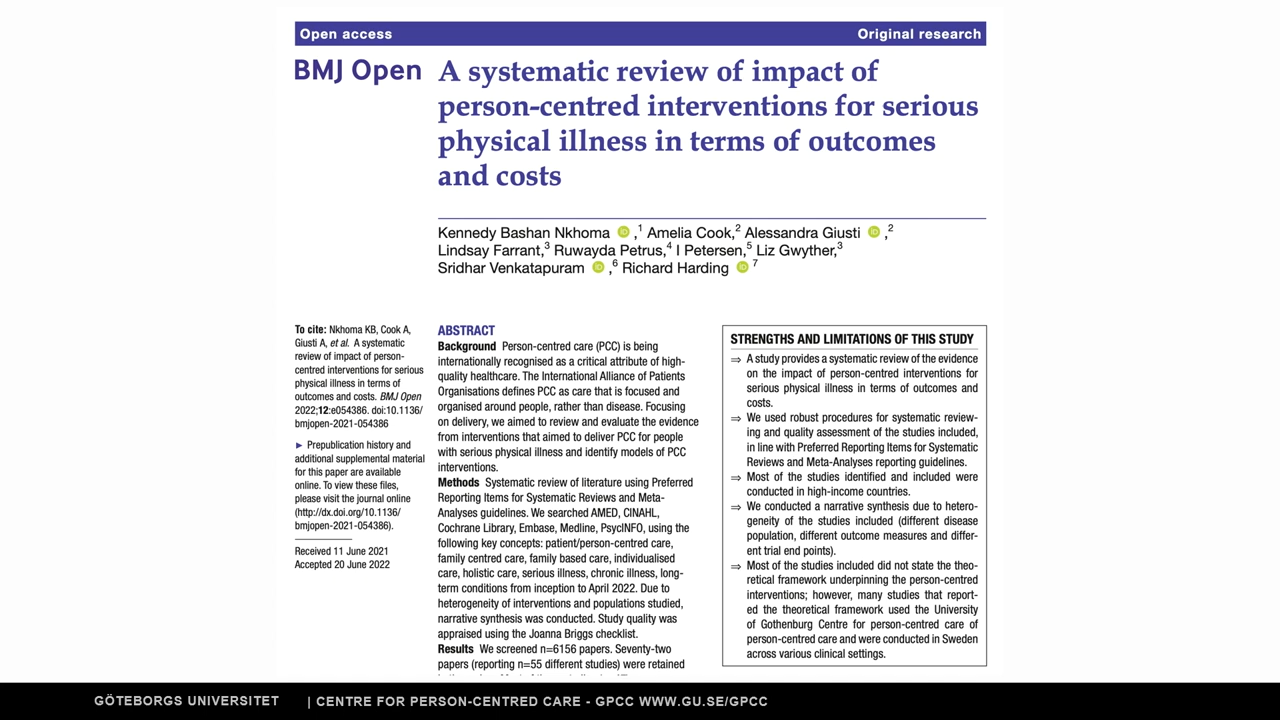 Open access
Original research
BMJ Open
A systematic review of impact of
person-centred interventions for serious
physical illness in terms of outcomes
and costs
Kennedy Bashan Nkhoma iD ,1 Amelia Cook,2 Alessandra Giusti iD ,2
Lindsay Farrant,3 Ruwayda Petrus,4 I Petersen,5 Liz Gwyther,3
Sridhar Venkatapuram iD ,6 Richard Harding iD 7
To cite: Nkhoma KB, Cook A,
Giusti A, et al. A systematic
review of impact of person-
centred interventions for serious
physical illness in terms of
outcomes and costs. BMJ Open
2022;12:e054386. doi:10.1136/
bmjopen-2021-054386
► Prepublication history and
additional supplemental material
for this paper are available
online. To view these files,
please visit the journal online
(http://dx.doi.org/10.1136/
bmjopen-2021-054386).
Received 11 June 2021
Accepted 20 June 2022
ABSTRACT
Background Person-centred care (PCC) is being
internationally recognised as a critical attribute of high-
quality healthcare. The International Alliance of Patients
Organisations defines PCC as care that is focused and
organised around people, rather than disease. Focusing
on delivery, we aimed to review and evaluate the evidence
from interventions that aimed to deliver PCC for people
with serious physical illness and identify models of PCC
interventions.
Methods Systematic review of literature using Preferred
Reporting Items for Systematic Reviews and Meta-
Analyses guidelines. We searched AMED, CINAHL,
Cochrane Library, Embase, Medline, PsycINFO, using the
following key concepts: patient/person-centred care,
family centred care, family based care, individualised
care, holistic care, serious illness, chronic illness, long-
term conditions from inception to April 2022. Due to
heterogeneity of interventions and populations studied,
narrative synthesis was conducted. Study quality was
appraised using the Joanna Briggs checklist.
Results We screened n=6156 papers. Seventy-two
papers (reporting n=55 different studies) were retained
STRENGTHS AND LIMITATIONS OF THIS STUDY
⇒ A study provides a systematic review of the evidence
on the impact of person-centred interventions for
serious physical illness in terms of outcomes and
costs.
⇒ We used robust procedures for systematic review-
ing and quality assessment of the studies included,
in line with Preferred Reporting Items for Systematic
Reviews and Meta-Analyses reporting guidelines.
⇒ Most of the studies identified and included were
conducted in high-income countries.
⇒ We conducted a narrative synthesis due to hetero-
geneity of the studies included (different disease
population, different outcome measures and differ-
ent trial end points).
⇒ Most of the studies included did not state the theo-
retical framework underpinning the person-centred
interventions; however, many studies that report-
ed the theoretical framework used the University
of Gothenburg Centre for person-centred care of
person-centred care and were conducted in Sweden
across various clinical settings.
GÖTEBORGS UNIVERSITET | CENTRE FOR PERSON-CENTRED CARE - GPCC WWW.GU.SE/GPCC